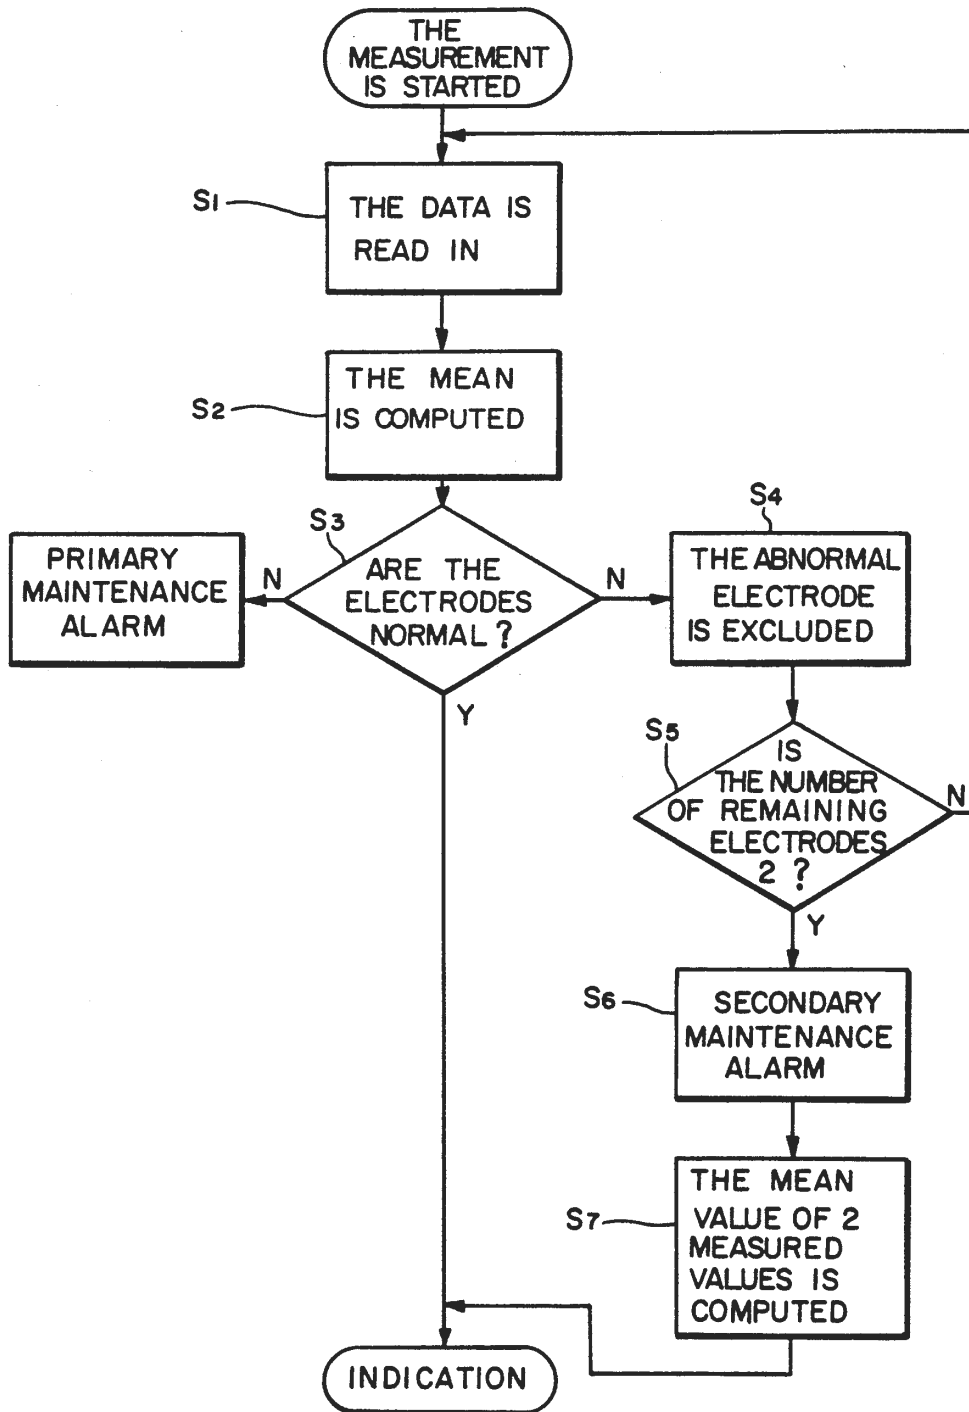 THE
MEASUREMENT
IS STARTED
S1
THE DATA IS
READ IN
S2
THE MEAN
IS COMPUTED
S3
ARE THE
ELECTRODES
NORMAL?
N
PRIMARY
MAINTENANCE
ALARM
N
S4
THE ABNORMAL
ELECTRODE
IS EXCLUDED
Y
S5
IS
THE NUMBER
OF REMAINING
ELECTRODES
2 ?
N
Y
S6
SECONDARY
MAINTENANCE
ALARM
S7
THE MEAN
VALUE OF 2
MEASURED
VALUES IS
COMPUTED
INDICATION